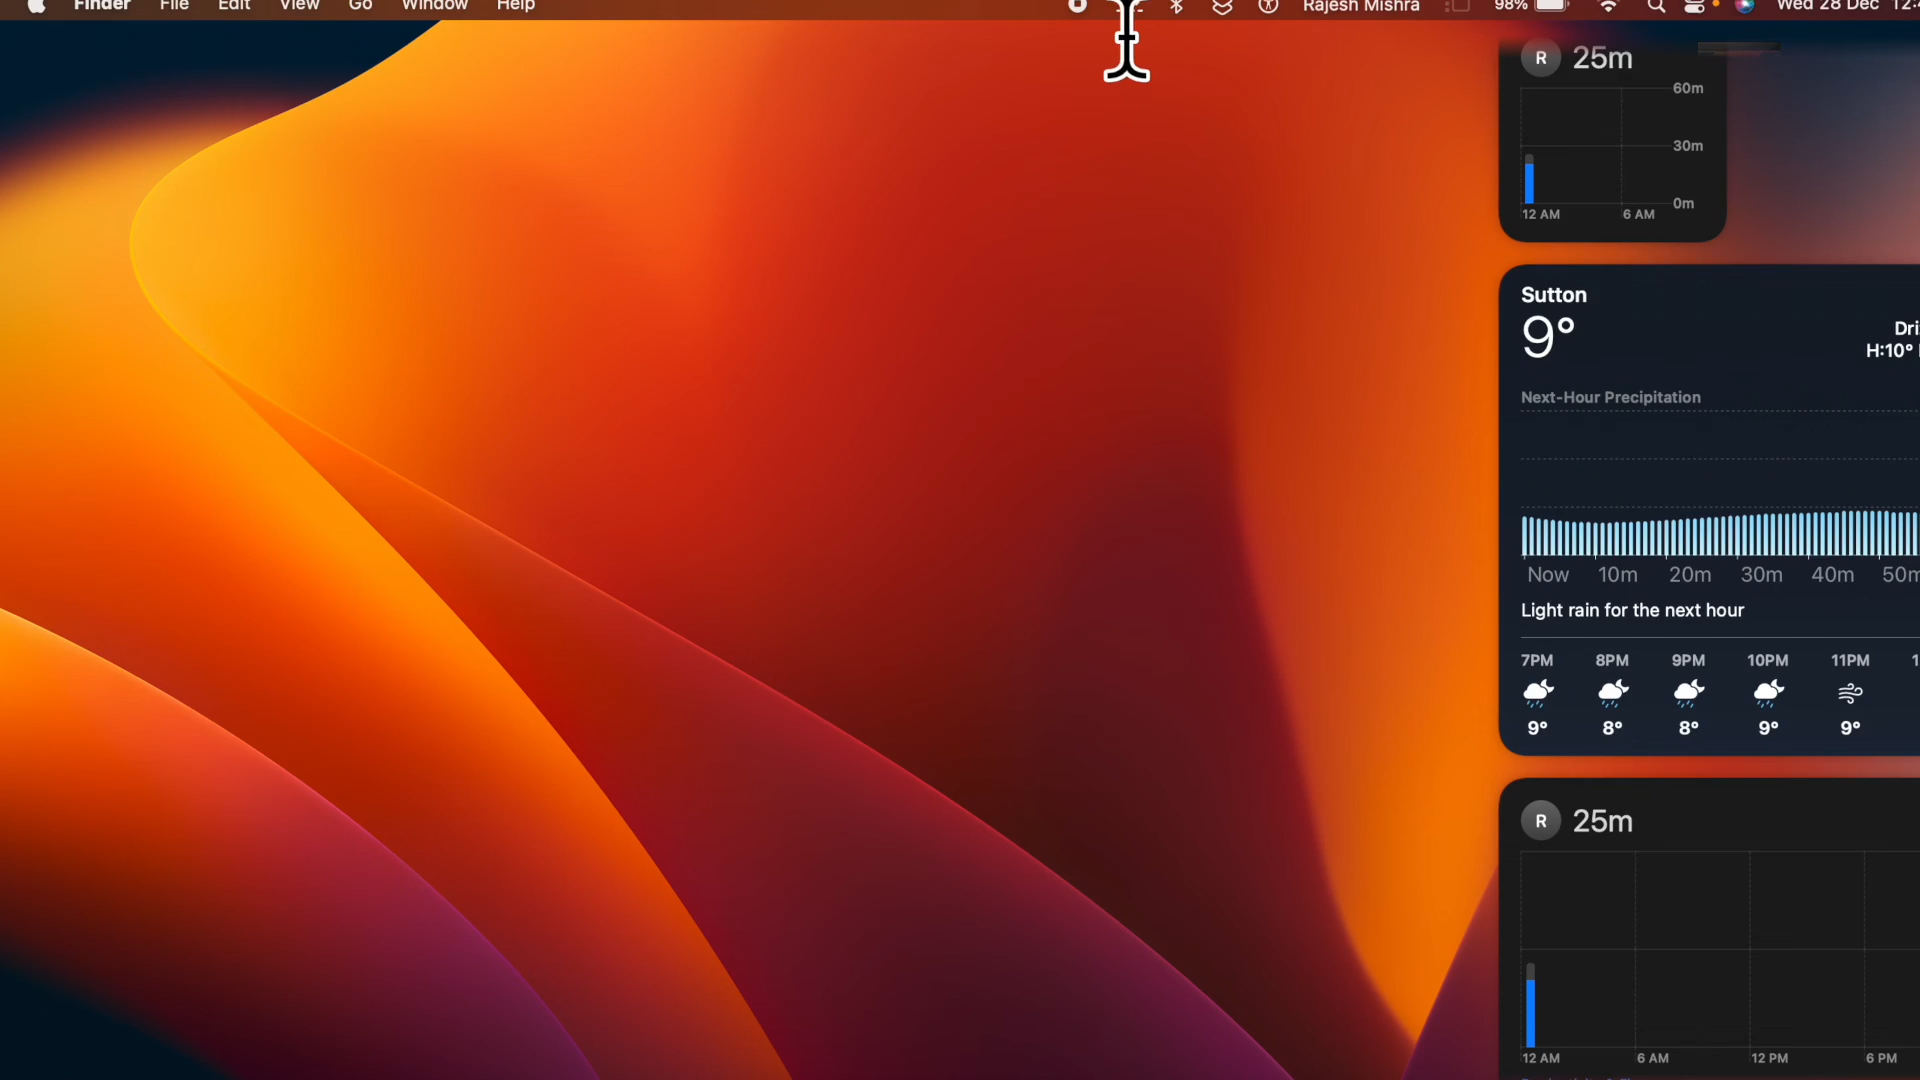 Finder File Edit View Go Window Help Rajesh Mishra 98% Wed 28 Dec
R 25m
60m
30m
0m
12 AM 6 AM
Sutton
9°
H:10°
Next-Hour Precipitation
Now 10m 20m 30m 40m
Light rain for the next hour
7PM 8PM 9PM 10PM 11PM
9° 8° 8° 9° 9°
R 25m
12 AM 6 AM 12 PM 6 PM